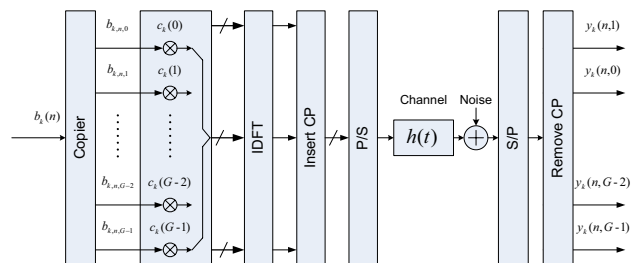 b_{k,n,0}
c_k(0)
y_k(n,1)
b_{k,n,1}
c_k(1)
y_k(n,0)
b_k(n)
Copier
IDFT
Insert CP
P/S
Channel
h(t)
Noise
S/P
Remove CP
b_{k,n,G-2}
c_k(G-2)
y_k(n,G-2)
b_{k,n,G-1}
c_k(G-1)
y_k(n,G-1)